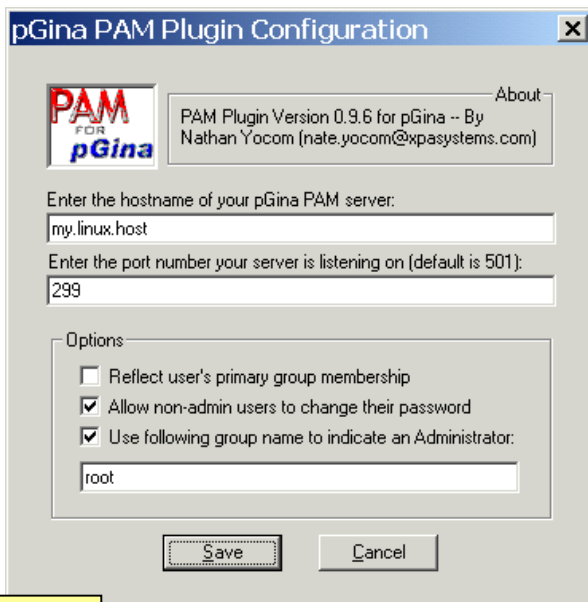 pGina PAM Plugin Configuration
PAM
FOR
pGina
About
PAM Plugin Version 0.9.6 for pGina -- By
Nathan Yocom (nate.yocom@xpasystems.com)
Enter the hostname of your pGina PAM server:
my.linux.host
Enter the port number your server is listening on (default is 501):
299
Options
Reflect user's primary group membership
Allow non-admin users to change their password
Use following group name to indicate an Administrator:
root
Save
Cancel